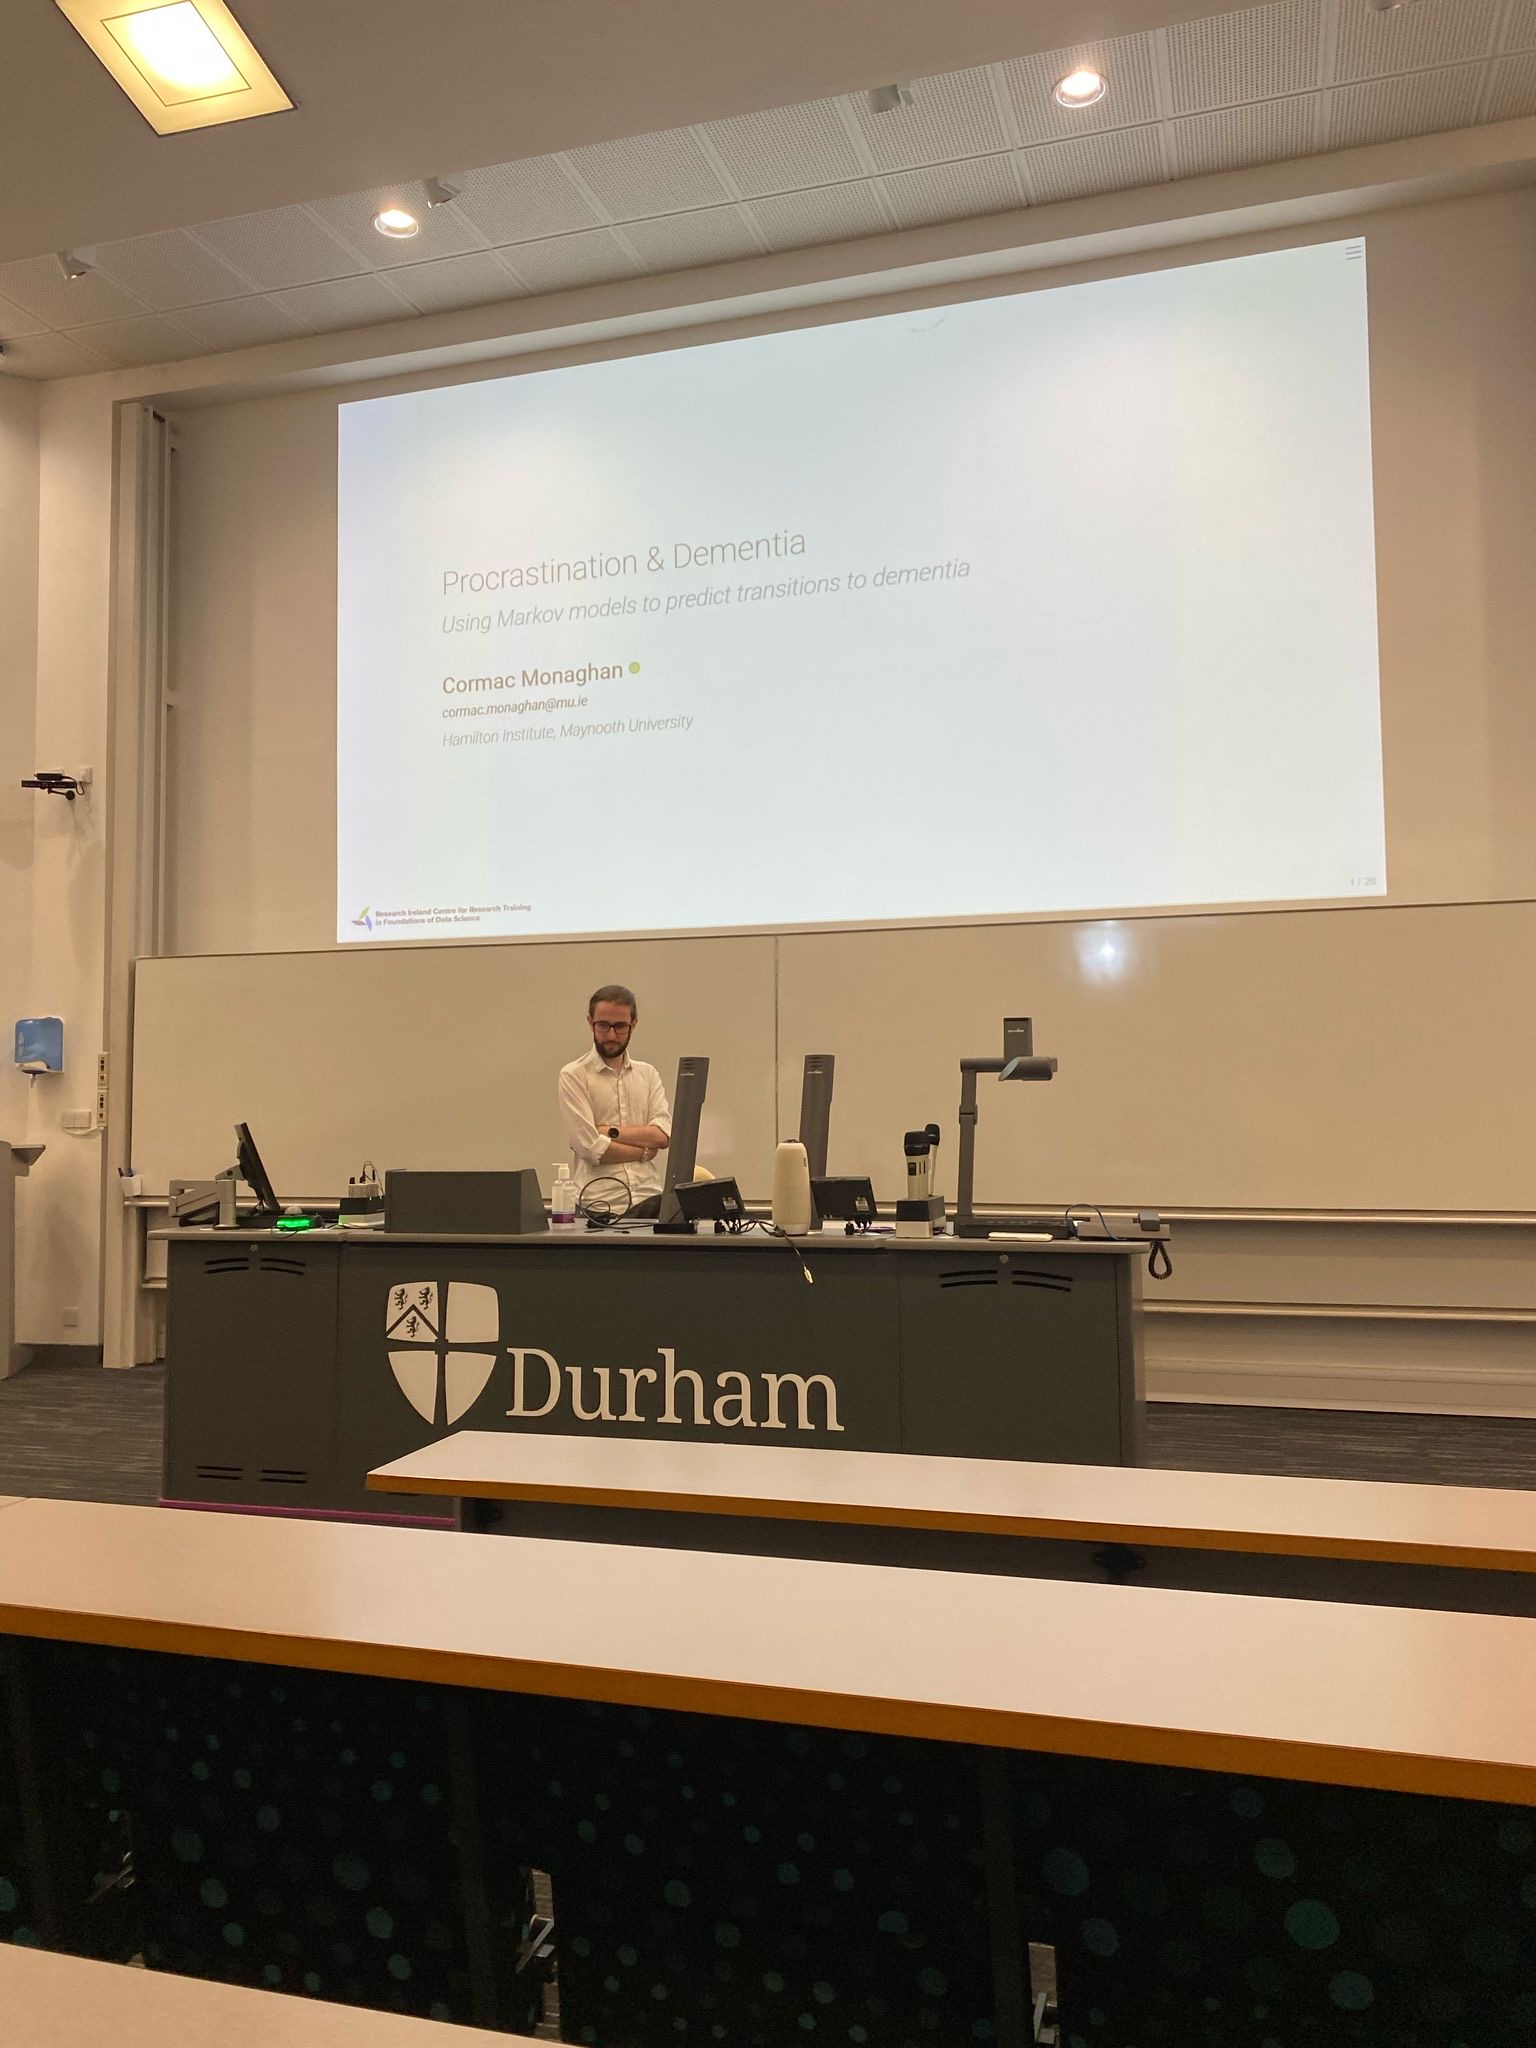 Procrastination & Dementia
Using Markov models to predict transitions to dementia
Cormac Monaghan
cormac.monaghan@mu.ie
Hamilton Institute, Maynooth University
Research Ireland Centre for Research Training
in Foundations of Data Science
1 / 28
Durham